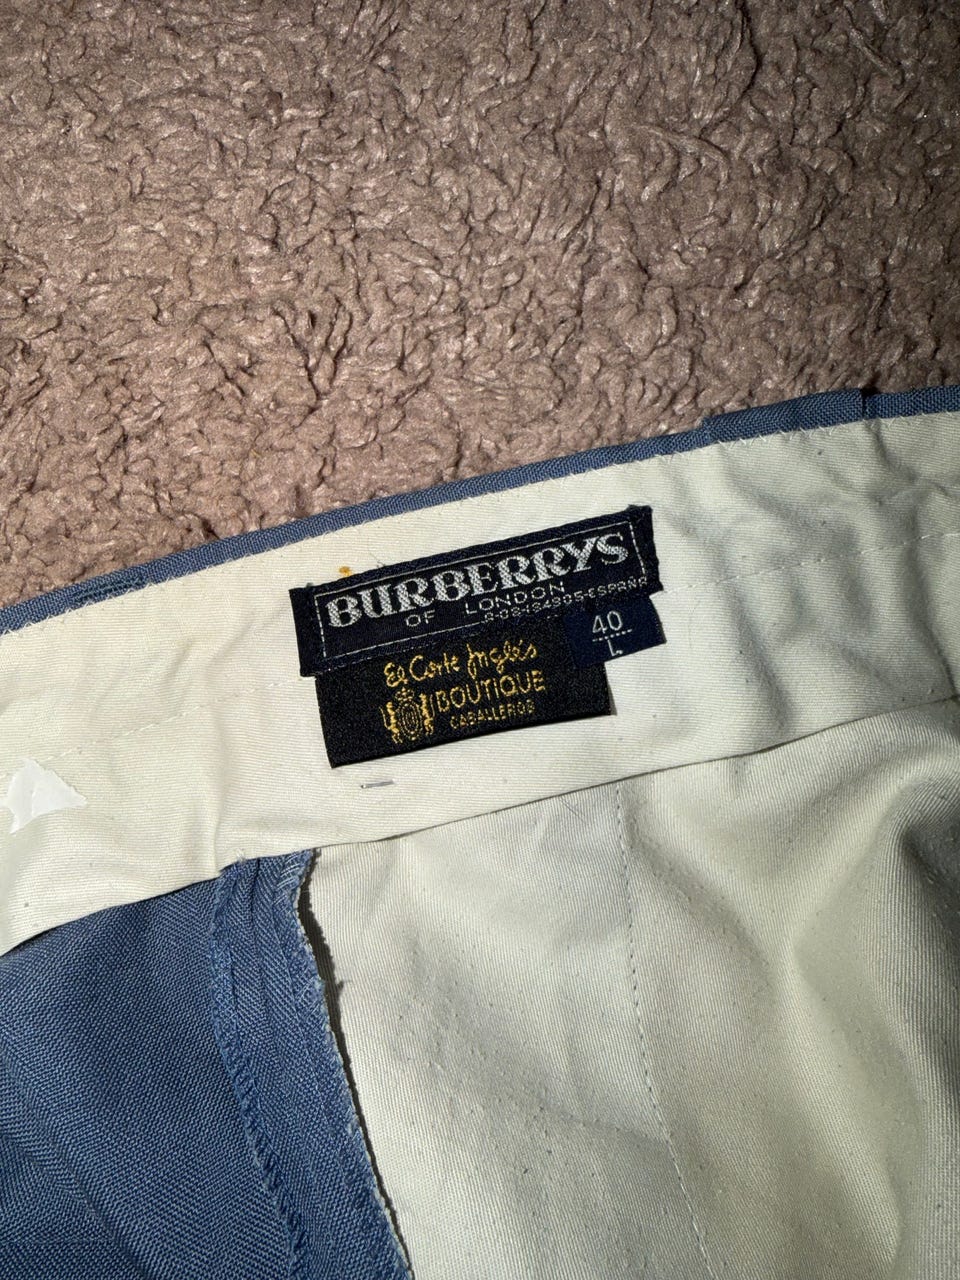 BURBERRYS
OF LONDON
40
L
El Corte Inglés
BOUTIQUE
CABALLEROS